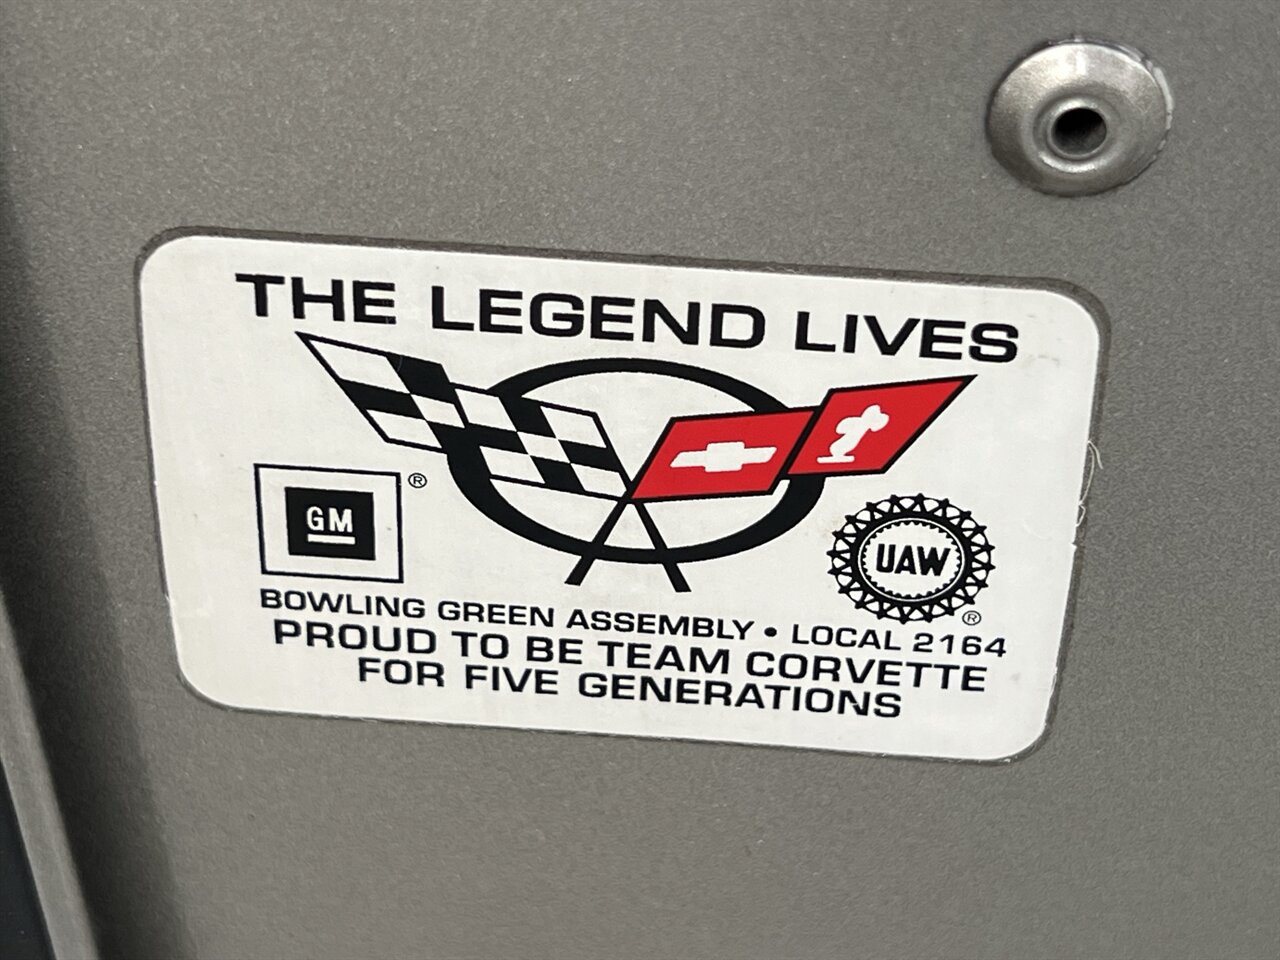 THE LEGEND LIVES
GM ®
UAW ®
BOWLING GREEN ASSEMBLY • LOCAL 2164
PROUD TO BE TEAM CORVETTE
FOR FIVE GENERATIONS